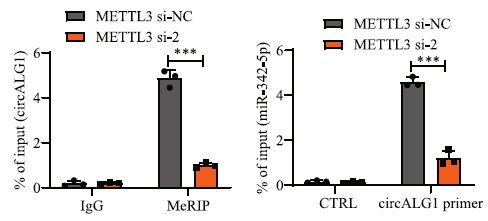 METTL3 si-NC
METTL3 si-2
% of input (circALG1)
6
4
2
0
***
IgG
MeRIP
METTL3 si-NC
METTL3 si-2
% of input (miR-342-5p)
6
4
2
0
***
CTRL
circALG1 primer